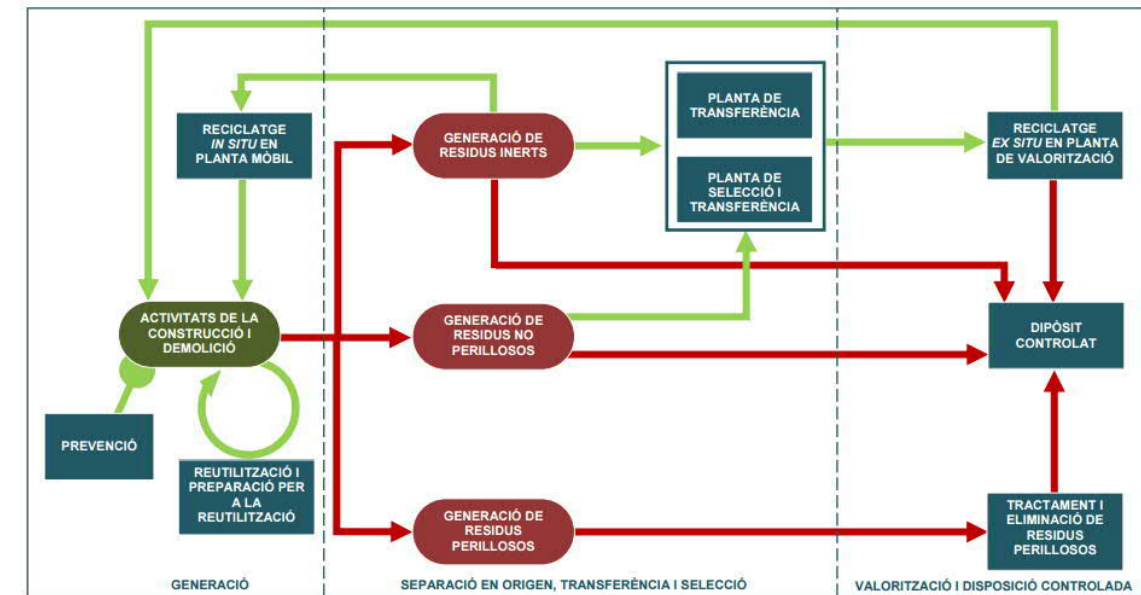 RECICLATGE
IN SITU EN
PLANTA MÒBIL
GENERACIÓ DE
RESIDUS INERTS
PLANTA DE
TRANSFERÈNCIA
PLANTA DE
SELECCIÓ I
TRANSFERÈNCIA
RECICLATGE
EX SITU EN PLANTA
DE VALORITZACIÓ
ACTIVITATS DE LA
CONSTRUCCIÓ I
DEMOLICIÓ
GENERACIÓ DE
RESIDUS NO
PERILLOSOS
DIPÒSIT
CONTROLAT
PREVENCIÓ
REUTILITZACIÓ I
PREPARACIÓ PER
A LA
REUTILITZACIÓ
GENERACIÓ DE
RESIDUS
PERILLOSOS
TRACTAMENT I
ELIMINACIÓ DE
RESIDUS
PERILLOSOS
GENERACIÓ
SEPARACIÓ EN ORIGEN, TRANSFERÈNCIA I SELECCIÓ
VALORITZACIÓ I DISPOSICIÓ CONTROLADA